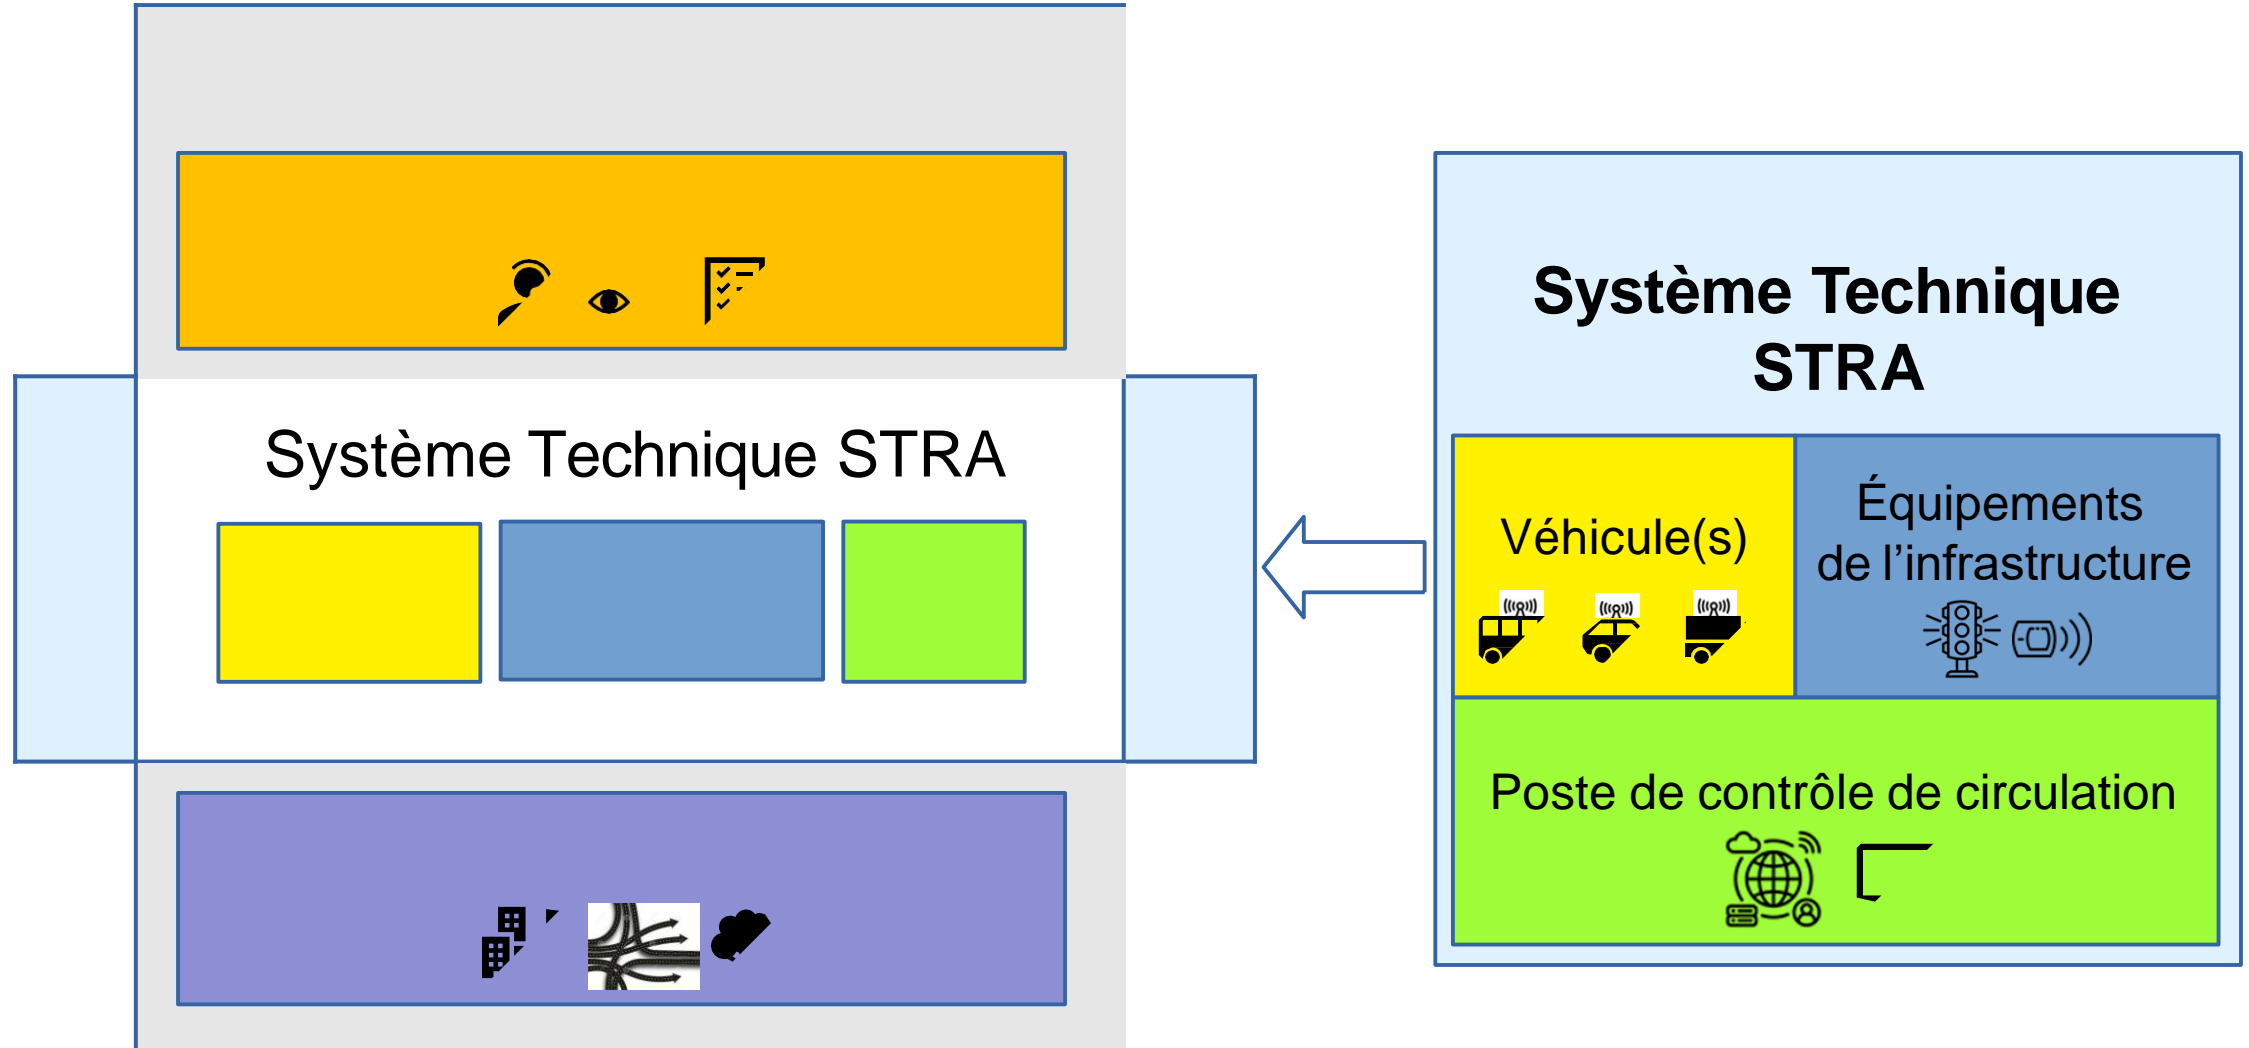 Système Technique STRA
Système Technique
STRA
Véhicule(s)
Équipements
de l’infrastructure
Poste de contrôle de circulation